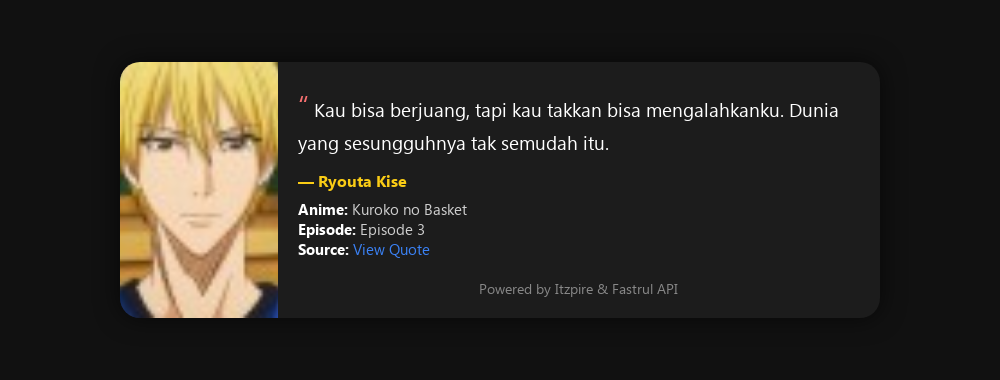 “ Kau bisa berjuang, tapi kau takkan bisa mengalahkanku. Dunia
yang sesungguhnya tak semudah itu.
— Ryouta Kise
Anime: Kuroko no Basket
Episode: Episode 3
Source: View Quote
Powered by Itzpire & Fastrul API